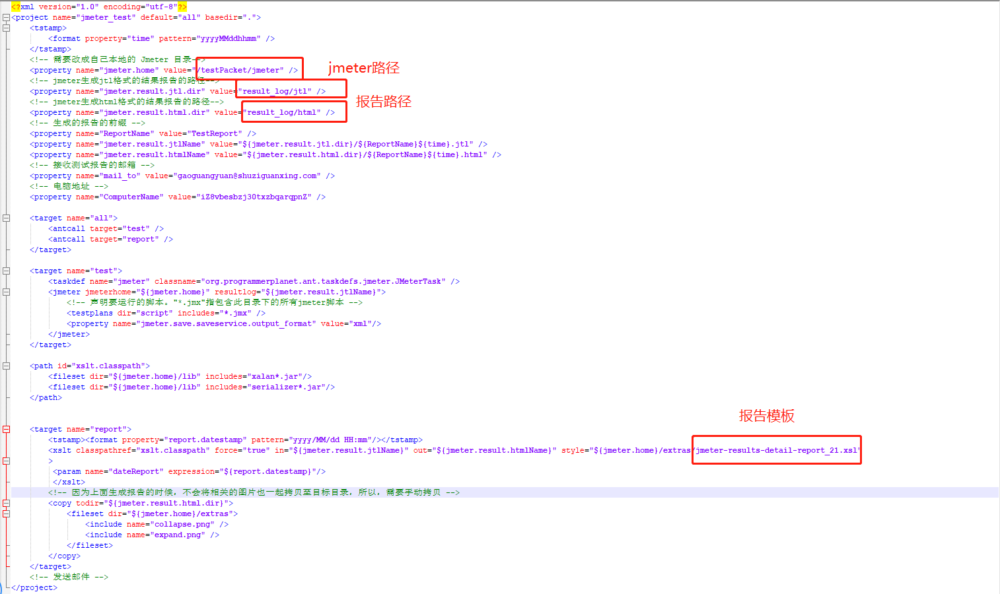 <?xml version="1.0" encoding="utf-8"?>
<project name="jmeter_test" default="all" basedir=".">
<tstamp>
<format property="time" pattern="yyyyMMddhhmm" />
</tstamp>
<!-- 需要改成自己本地的 Jmeter 目录-->
<property name="jmeter.home" value="/testPacket/jmeter" />
jmeter路径
<!-- jmeter生成jtl格式的结果报告的路径-->
<property name="jmeter.result.jtl.dir" value="result_log/jtl" />
<!-- jmeter生成html格式的结果报告的路径-->
报告路径
<property name="jmeter.result.html.dir" value="result_log/html" />
<!-- 生成的报告的前缀 -->
<property name="ReportName" value="TestReport" />
<property name="jmeter.result.jtlName" value="${jmeter.result.jtl.dir}/${ReportName}${time}.jtl" />
<property name="jmeter.result.htmlName" value="${jmeter.result.html.dir}/${ReportName}${time}.html" />
<!-- 接收测试报告的邮箱 -->
<property name="mail_to" value="gaoguangyuan@shuziguanxing.com" />
<!-- 电脑地址 -->
<property name="ComputerName" value="iZ8vbesbzj30txzbqarqpnZ" />
<target name="all">
<antcall target="test" />
<antcall target="report" />
</target>
<target name="test">
<taskdef name="jmeter" classname="org.programmerplanet.ant.taskdefs.jmeter.JMeterTask" />
<jmeter jmeterhome="${jmeter.home}" resultlog="${jmeter.result.jtlName}">
<!-- 声明要运行的脚本。"*.jmx"指包含此目录下的所有jmeter脚本 -->
<testplans dir="script" includes="*.jmx" />
<property name="jmeter.save.saveservice.output_format" value="xml"/>
</jmeter>
</target>
<path id="xslt.classpath">
<fileset dir="${jmeter.home}/lib" includes="xalan*.jar"/>
<fileset dir="${jmeter.home}/lib" includes="serializer*.jar"/>
</path>
报告模板
<target name="report">
<tstamp><format property="report.datestamp" pattern="yyyy/MM/dd HH:mm"/></tstamp>
<xslt classpathref="xslt.classpath" force="true" in="${jmeter.result.jtlName}" out="${jmeter.result.htmlName}" style="${jmeter.home}/extras/jmeter-results-detail-report_21.xsl"
>
<param name="dateReport" expression="${report.datestamp}"/>
</xslt>
<!-- 因为上面生成报告的时候，不会将相关的图片也一起拷贝至目标目录，所以，需要手动拷贝 -->
<copy todir="${jmeter.result.html.dir}">
<fileset dir="${jmeter.home}/extras">
<include name="collapse.png" />
<include name="expand.png" />
</fileset>
</copy>
</target>
<!-- 发送邮件 -->
</project>